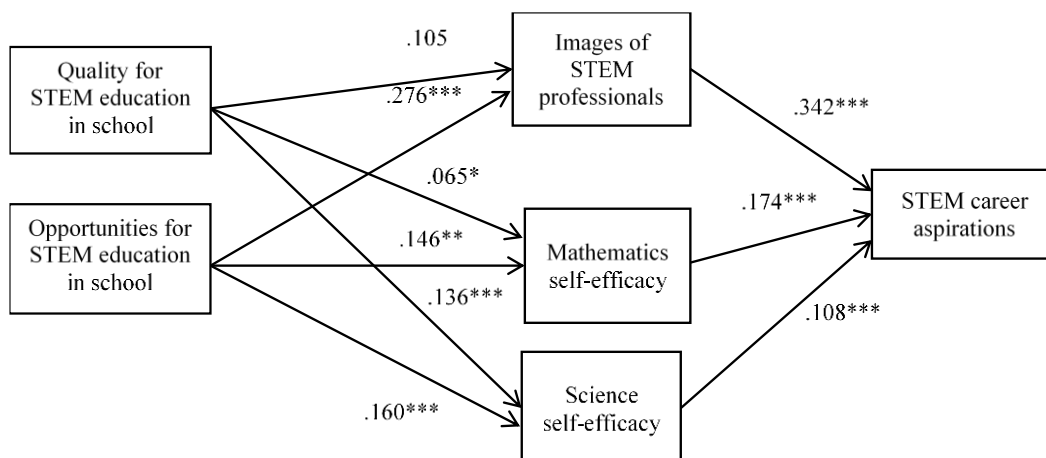 Quality for
STEM education
in school
Opportunities for
STEM education
in school
.105
.276***
.065*
.146**
.136***
.160***
Images of
STEM
professionals
Mathematics
self-efficacy
Science
self-efficacy
.342***
.174***
.108***
STEM career
aspirations